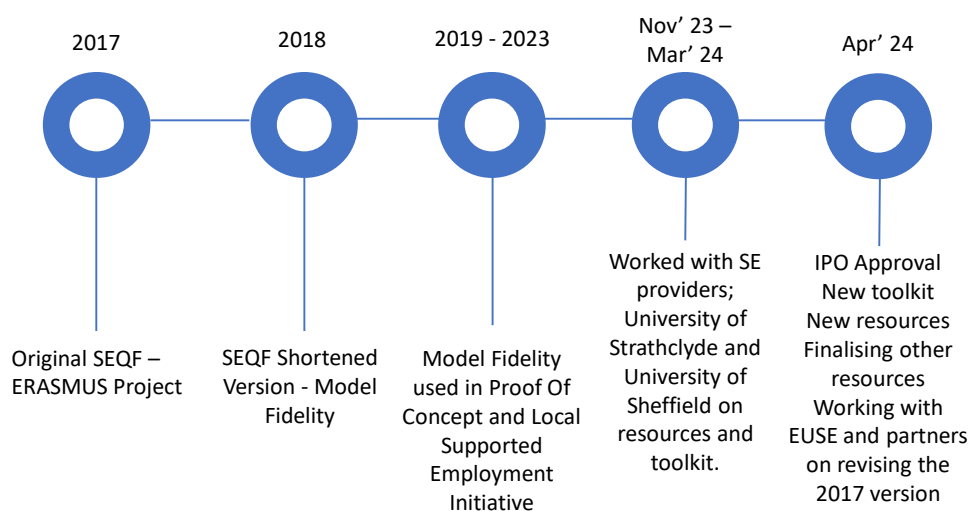 2017
Original SEQF –
ERASMUS Project
2018
SEQF Shortened
Version - Model
Fidelity
2019 - 2023
Model Fidelity
used in Proof Of
Concept and Local
Supported
Employment
Initiative
Nov’ 23 –
Mar’ 24
Worked with SE
providers;
University of
Strathclyde and
University of
Sheffield on
resources and
toolkit.
Apr’ 24
IPO Approval
New toolkit
New resources
Finalising other
resources
Working with
EUSE and partners
on revising the
2017 version